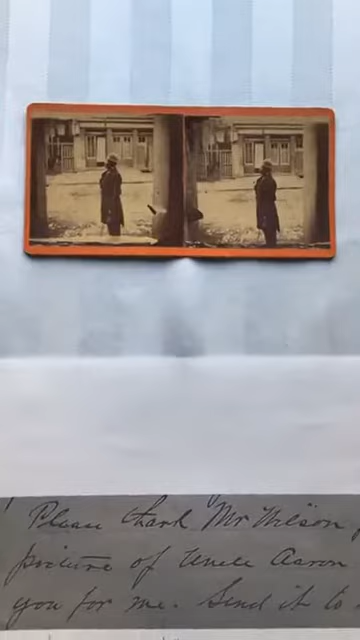 Please thank Mr Wilson
picture of Uncle Aaron
you for me. Send it to